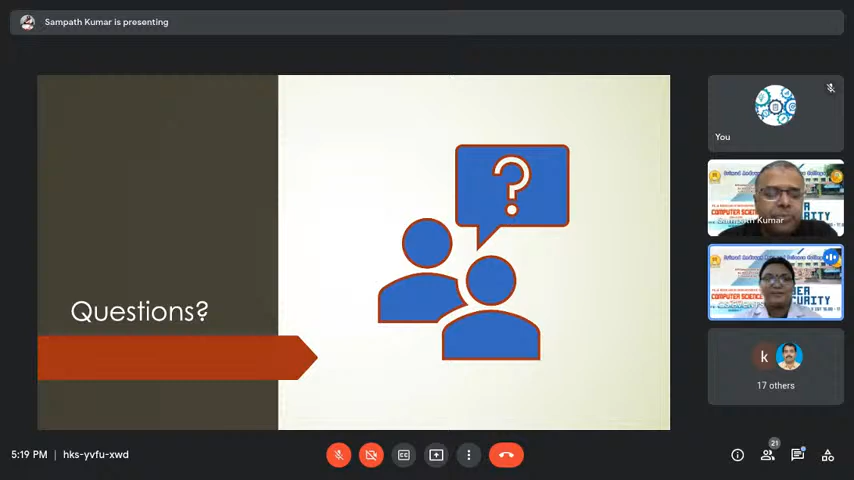 Sampath Kumar is presenting
Questions?
?
You
Sampath Kumar
COMPUTER SCIENCE
COMPUTER SCIENCE
k
17 others
5:19 PM | hks-yvfu-xwd
21